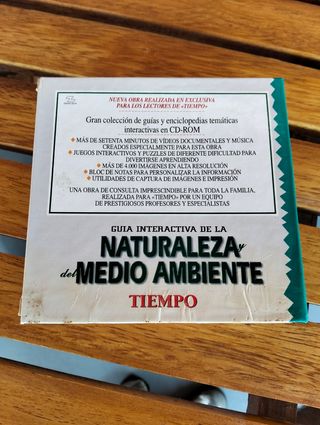 NUEVA OBRA REALIZADA EN EXCLUSIVA
PARA LOS LECTORES DE «TIEMPO»
Gran colección de guías y enciclopedias temáticas
interactivas en CD-ROM
MÁS DE SETENTA MINUTOS DE VÍDEOS DOCUMENTALES Y MÚSICA
CREADOS ESPECIALMENTE PARA ESTA OBRA
JUEGOS INTERACTIVOS Y PUZZLES DE DIFERENTE DIFICULTAD PARA
DIVERTIRSE APRENDIENDO
MÁS DE 4.000 IMÁGENES EN ALTA RESOLUCIÓN
BLOC DE NOTAS PARA PERSONALIZAR LA INFORMACIÓN
UTILIDADES DE CAPTURA DE IMÁGENES E IMPRESIÓN
UNA OBRA DE CONSULTA IMPRESCINDIBLE PARA TODA LA FAMILIA,
REALIZADA PARA «TIEMPO» POR UN EQUIPO
DE PRESTIGIOSOS PROFESORES Y ESPECIALISTAS
GUIA INTERACTIVA DE LA
NATURALEZA y
del MEDIO AMBIENTE
TIEMPO